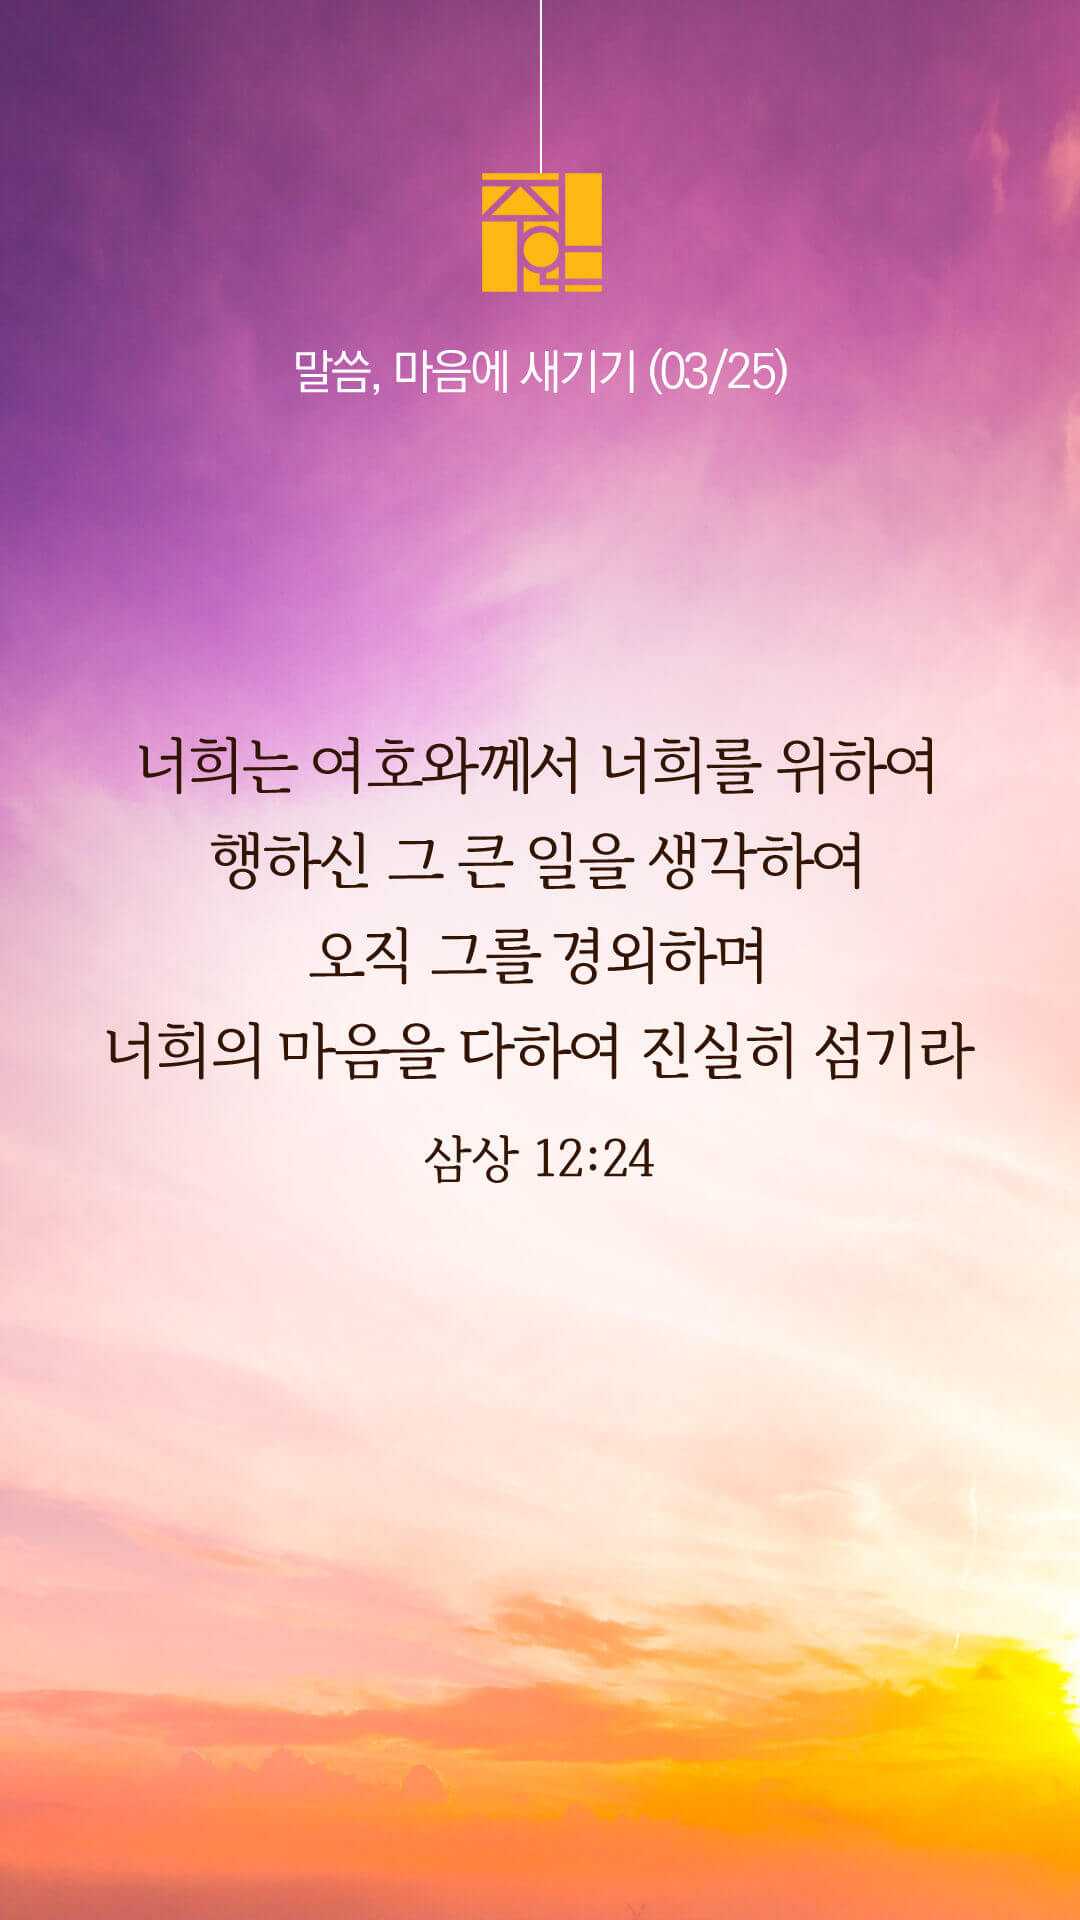 말씀, 마음에 새기기 (03/25)
너희는 여호와께서 너희를 위하여
행하신 그 큰 일을 생각하여
오직 그를 경외하며
너희의 마음을 다하여 진실히 섬기라
삼상 12:24